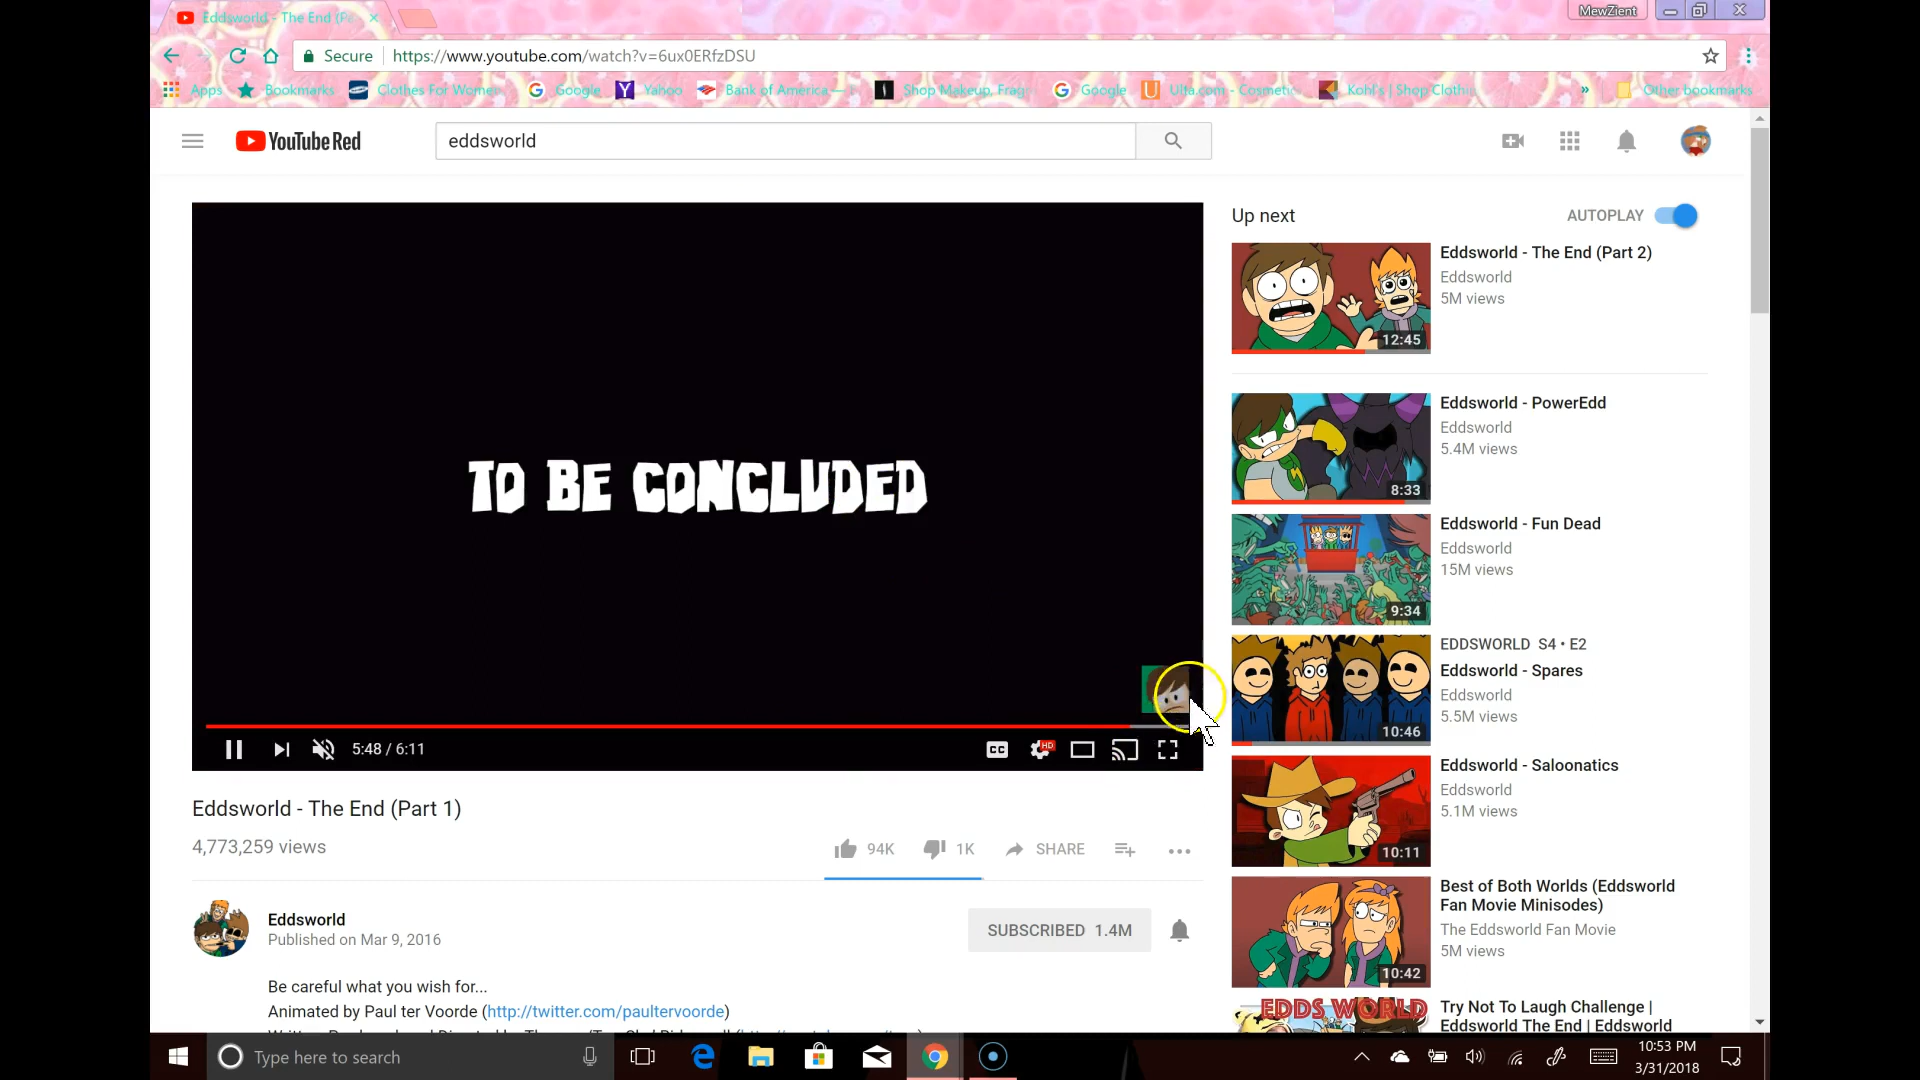 Eddsworld - The End (Pa
MewZient
Secure
https://www.youtube.com/watch?v=6ux0ERfzDSU
Apps
Bookmarks
Clothes For Women
Google
Yahoo
Bank of America —
Shop Makeup, Frag
Google
Ulta.com - Cosmetic
Kohl's | Shop Clothin
»
Other bookmarks
YouTube Red
eddsworld
TO BE CONCLUDED
5:48 / 6:11
CC
HD
Eddsworld - The End (Part 1)
4,773,259 views
94K
1K
SHARE
Eddsworld
Published on Mar 9, 2016
SUBSCRIBED 1.4M
Be careful what you wish for...
Animated by Paul ter Voorde (http://twitter.com/paultervoorde)
Up next
AUTOPLAY
Eddsworld - The End (Part 2)
Eddsworld
5M views
12:45
Eddsworld - PowerEdd
Eddsworld
5.4M views
8:33
Eddsworld - Fun Dead
Eddsworld
15M views
9:34
EDDSWORLD S4 • E2
Eddsworld - Spares
Eddsworld
5.5M views
10:46
Eddsworld - Saloonatics
Eddsworld
5.1M views
10:11
Best of Both Worlds (Eddsworld
Fan Movie Minisodes)
The Eddsworld Fan Movie
5M views
10:42
EDDS WORLD
Try Not To Laugh Challenge |
Eddsworld The End | Eddsworld
Type here to search
10:53 PM
3/31/2018